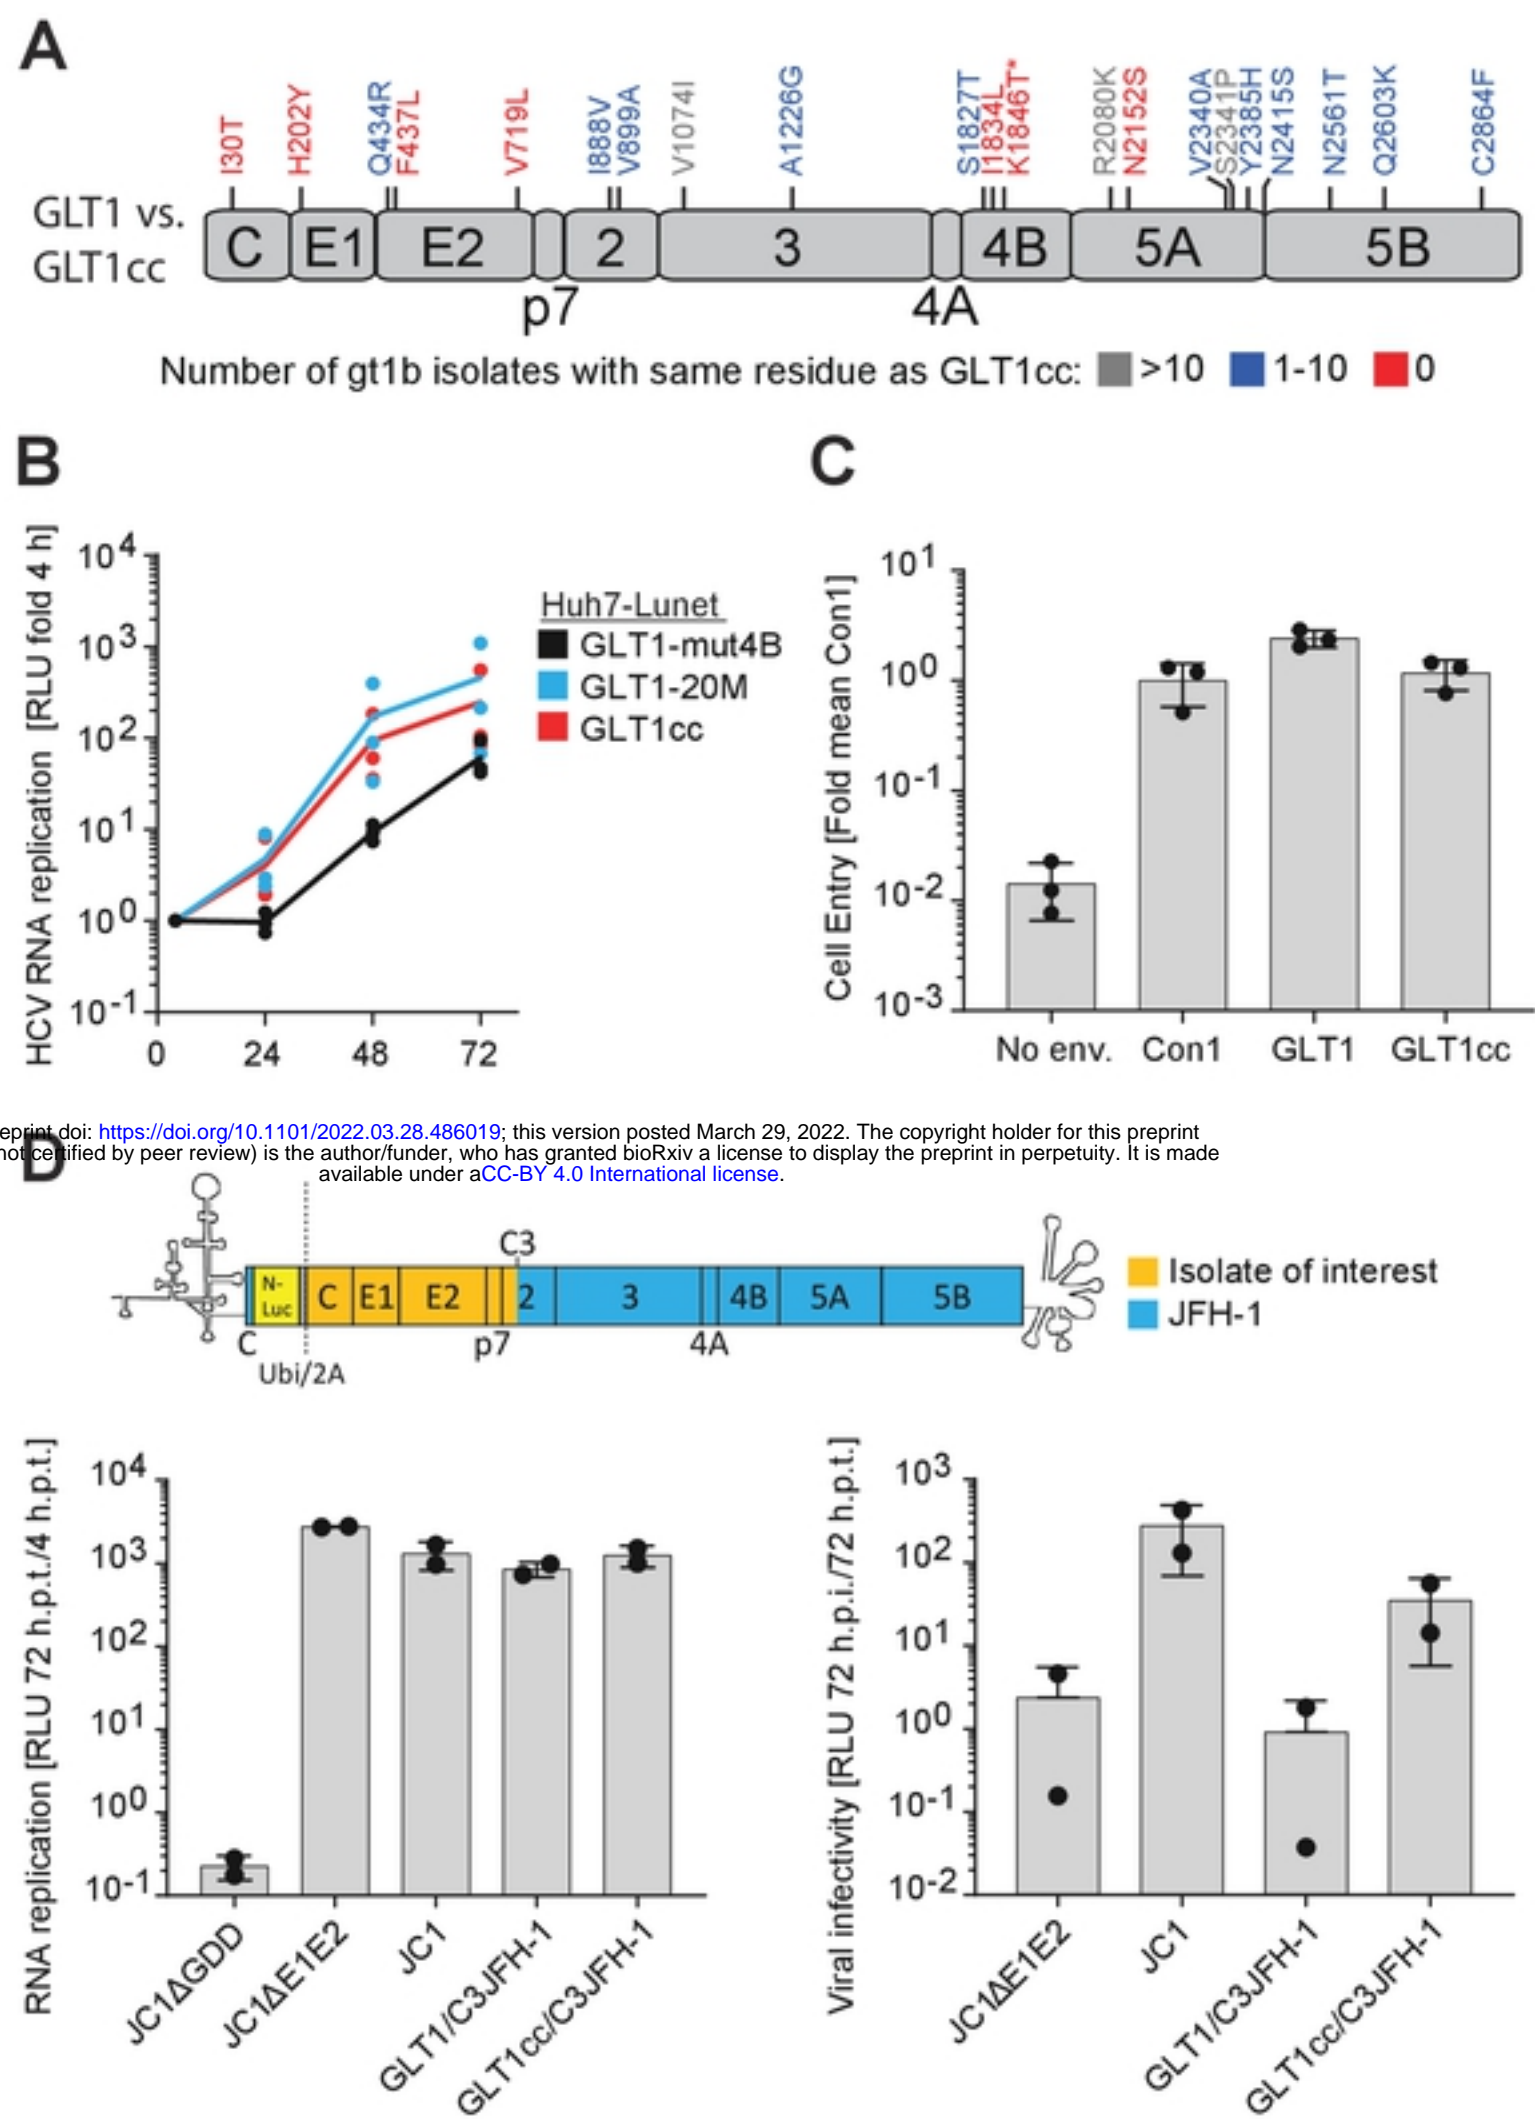 A
I30T H202Y Q434R F437L V719L I888V V899A V1074I A1226G S1827T I1834L K1846T* R2080K N2152S V2340A S2341P Y2385H N2415S N2561T Q2603K C2864F
GLT1 vs.
GLT1cc
C E1 E2 2 3 4B 5A 5B
p7 4A
Number of gt1b isolates with same residue as GLT1cc: >10 1-10 0
B
HCV RNA replication [RLU fold 4 h]
10^4
10^3
10^2
10^1
10^0
10^-1
0 24 48 72
Huh7-Lunet
GLT1-mut4B
GLT1-20M
GLT1cc
C
Cell Entry [Fold mean Con1]
10^1
10^0
10^-1
10^-2
10^-3
No env. Con1 GLT1 GLT1cc
eprint doi: https://doi.org/10.1101/2022.03.28.486019; this version posted March 29, 2022. The copyright holder for this preprint
not certified by peer review) is the author/funder, who has granted bioRxiv a license to display the preprint in perpetuity. It is made
available under aCC-BY 4.0 International license.
D
C3
N-
Luc
C E1 E2 2 3 4B 5A 5B
C p7 4A
Ubi/2A
Isolate of interest
JFH-1
RNA replication [RLU 72 h.p.t./4 h.p.t.]
10^4
10^3
10^2
10^1
10^0
10^-1
JC1ΔGDD
JC1ΔE1E2
JC1
GLT1/C3JFH-1
GLT1cc/C3JFH-1
Viral infectivity [RLU 72 h.p.i./72 h.p.t.]
10^3
10^2
10^1
10^0
10^-1
10^-2
JC1ΔE1E2
JC1
GLT1/C3JFH-1
GLT1cc/C3JFH-1